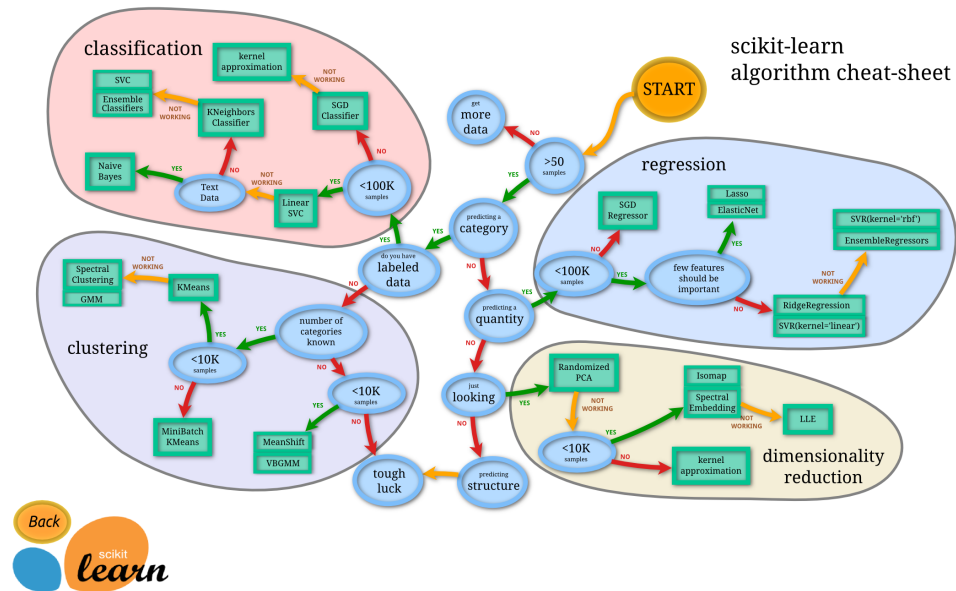 scikit-learn
algorithm cheat-sheet
START
get
more
data
NO
>50
samples
YES
predicting a
category
YES
NO
do you have
labeled
data
YES
NO
predicting a
quantity
YES
NO
just
looking
YES
NO
predicting
structure
tough
luck
classification
kernel
approximation
NOT
WORKING
SGD
Classifier
NO
<100K
samples
YES
Linear
SVC
NOT
WORKING
Text
Data
YES
Naive
Bayes
NO
KNeighbors
Classifier
NOT
WORKING
SVC
Ensemble
Classifiers
clustering
number of
categories
known
YES
NO
<10K
samples
YES
KMeans
NOT
WORKING
Spectral
Clustering
GMM
NO
MiniBatch
KMeans
<10K
samples
YES
MeanShift
VBGMM
NO
regression
<100K
samples
NO
SGD
Regressor
YES
few features
should be
important
YES
Lasso
ElasticNet
NO
RidgeRegression
SVR(kernel='linear')
NOT
WORKING
SVR(kernel='rbf')
EnsembleRegressors
dimensionality
reduction
Randomized
PCA
NOT
WORKING
<10K
samples
YES
Isomap
Spectral
Embedding
NOT
WORKING
LLE
NO
kernel
approximation
Back
scikit
learn